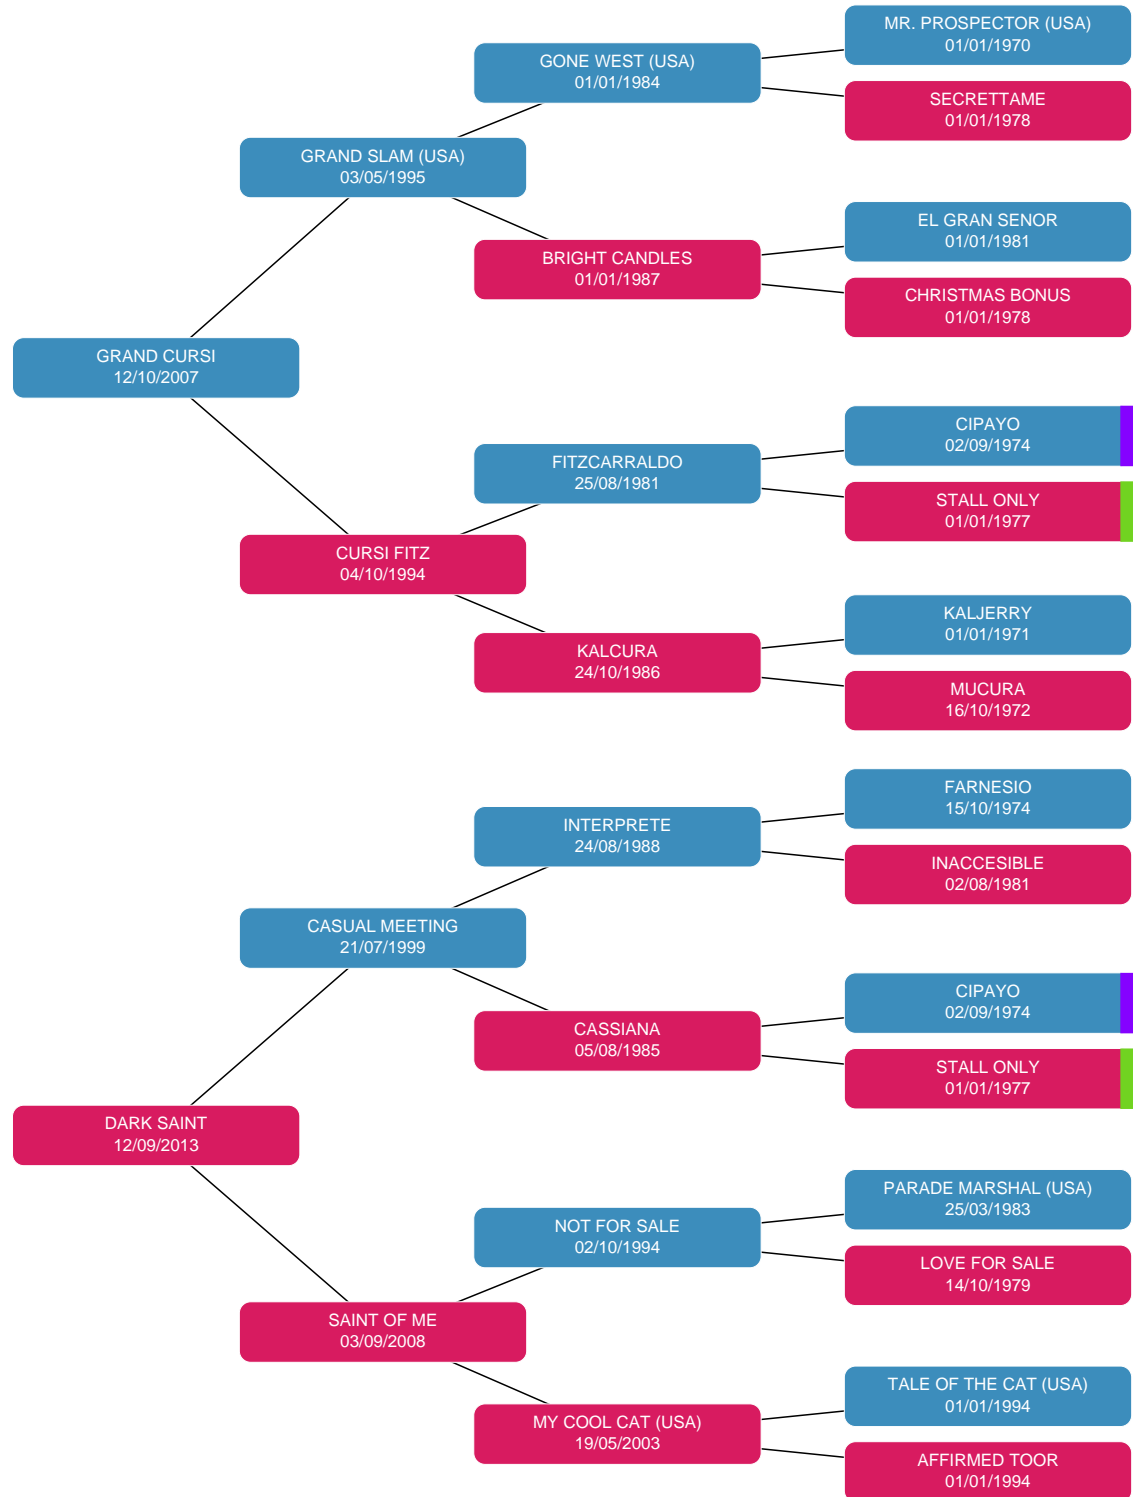 MR. PROSPECTOR (USA)
01/01/1970
GONE WEST (USA)
01/01/1984
SECRETTAME
01/01/1978
GRAND SLAM (USA)
03/05/1995
EL GRAN SENOR
01/01/1981
BRIGHT CANDLES
01/01/1987
CHRISTMAS BONUS
01/01/1978
GRAND CURSI
12/10/2007
CIPAYO
02/09/1974
FITZCARRALDO
25/08/1981
STALL ONLY
01/01/1977
CURSI FITZ
04/10/1994
KALJERRY
01/01/1971
KALCURA
24/10/1986
MUCURA
16/10/1972
FARNESIO
15/10/1974
INTERPRETE
24/08/1988
INACCESIBLE
02/08/1981
CASUAL MEETING
21/07/1999
CIPAYO
02/09/1974
CASSIANA
05/08/1985
STALL ONLY
01/01/1977
DARK SAINT
12/09/2013
PARADE MARSHAL (USA)
25/03/1983
NOT FOR SALE
02/10/1994
LOVE FOR SALE
14/10/1979
SAINT OF ME
03/09/2008
TALE OF THE CAT (USA)
01/01/1994
MY COOL CAT (USA)
19/05/2003
AFFIRMED TOOR
01/01/1994